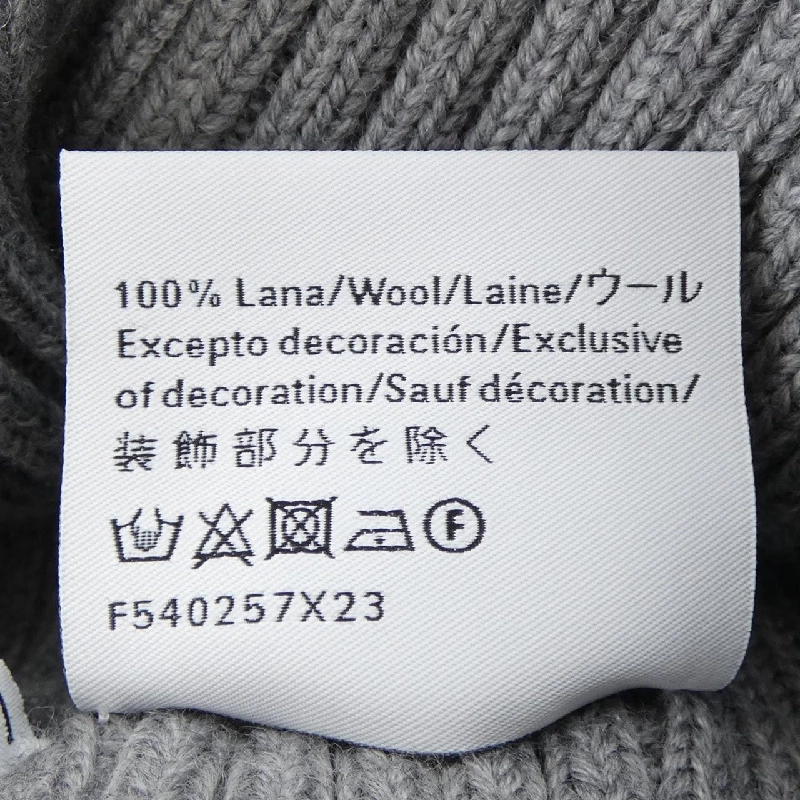 100% Lana/Wool/Laine/ウール
Excepto decoración/Exclusive
of decoration/Sauf décoration/
装飾部分を除く
F
F540257X23